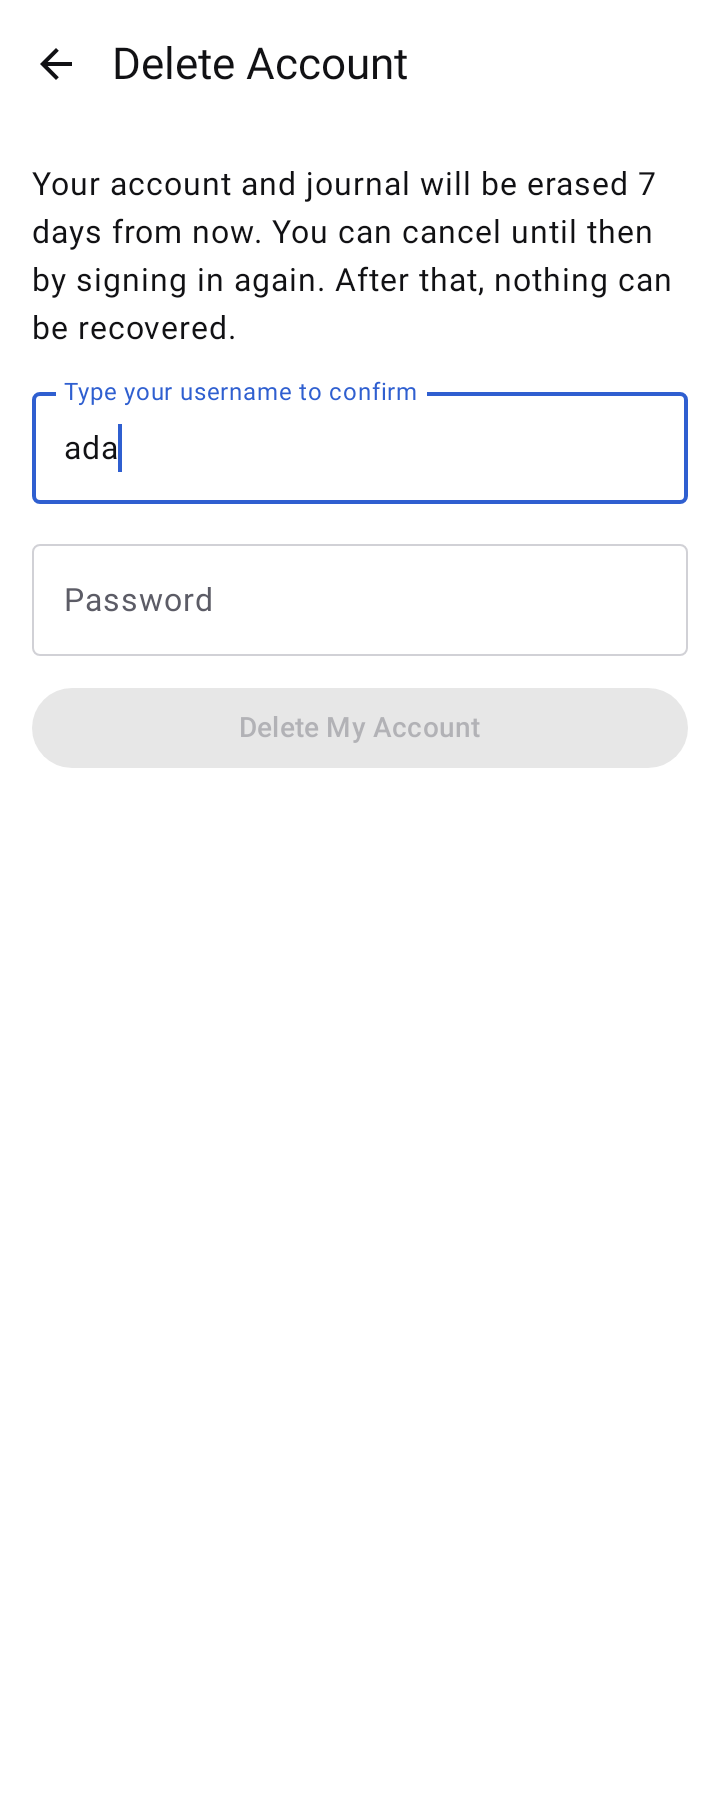 Delete Account
Your account and journal will be erased 7
days from now. You can cancel until then
by signing in again. After that, nothing can
be recovered.
Type your username to confirm
ada
Password
Delete My Account